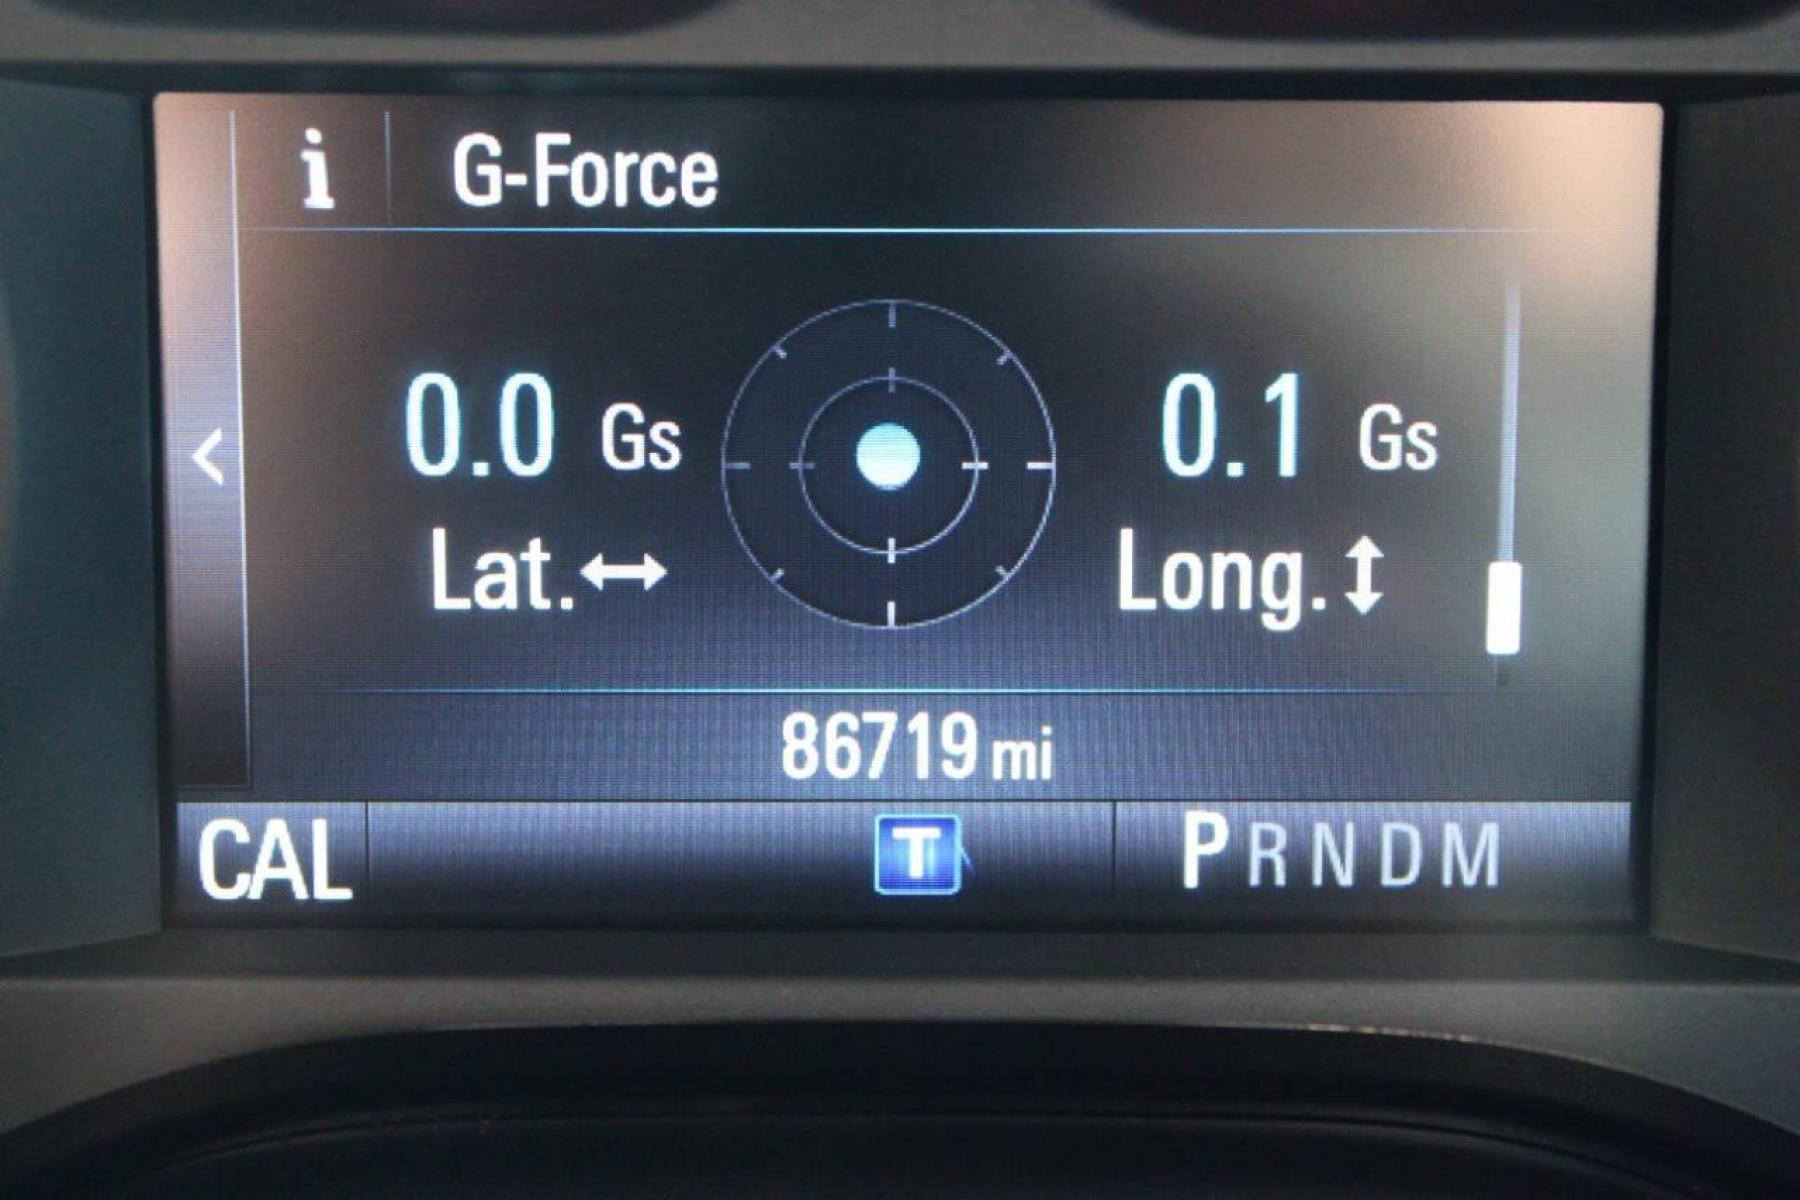 i G-Force
0.0 Gs 0.1 Gs
Lat. Long.
86719 mi
CAL T PRNDM